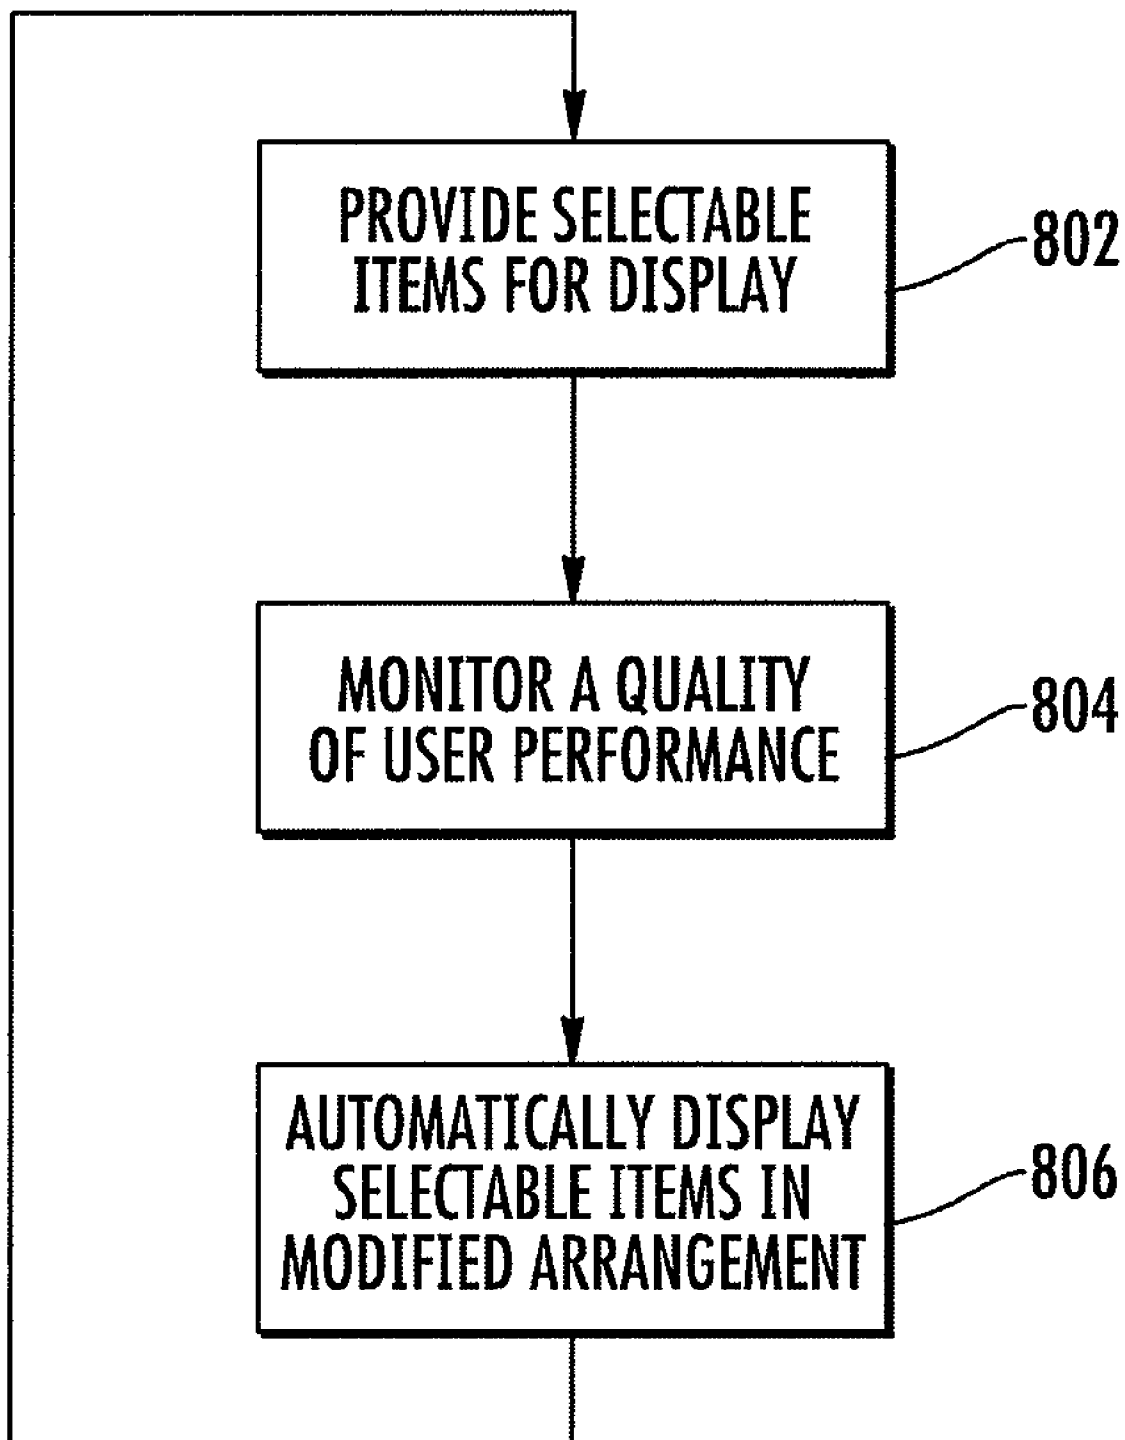 PROVIDE SELECTABLE
ITEMS FOR DISPLAY
802
MONITOR A QUALITY
OF USER PERFORMANCE
804
AUTOMATICALLY DISPLAY
SELECTABLE ITEMS IN
MODIFIED ARRANGEMENT
806